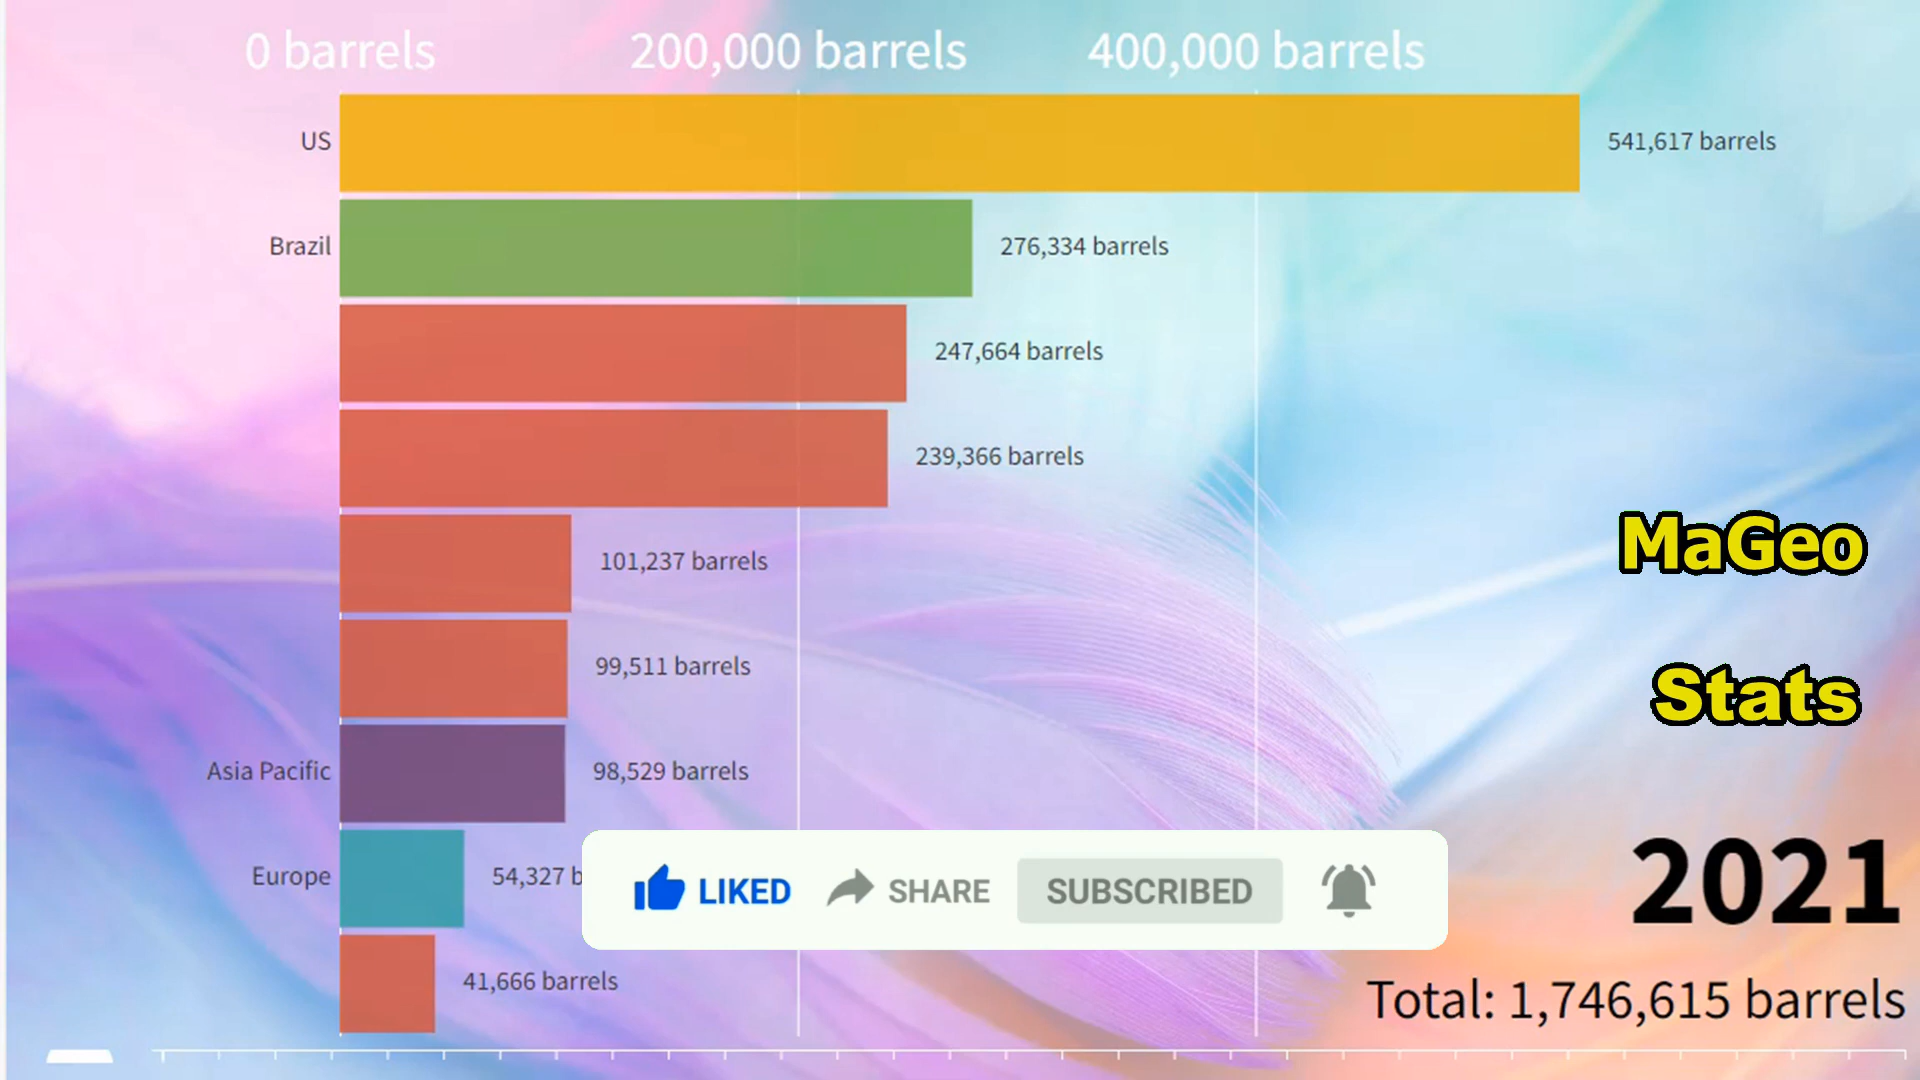 0 barrels 200,000 barrels 400,000 barrels
US 541,617 barrels
Brazil 276,334 barrels
247,664 barrels
239,366 barrels
101,237 barrels
99,511 barrels
Asia Pacific 98,529 barrels
Europe 54,327 b
41,666 barrels
MaGeo
Stats
LIKED SHARE SUBSCRIBED
2021
Total: 1,746,615 barrels